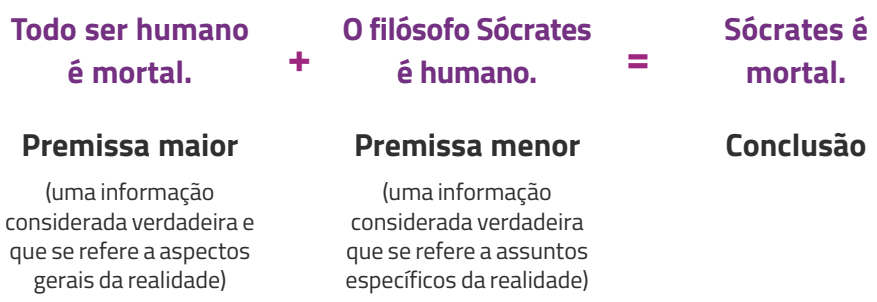 Todo ser humano
é mortal.
+
O filósofo Sócrates
é humano.
=
Sócrates é
mortal.
Premissa maior
(uma informação
considerada verdadeira e
que se refere a aspectos
gerais da realidade)
Premissa menor
(uma informação
considerada verdadeira
que se refere a assuntos
específicos da realidade)
Conclusão